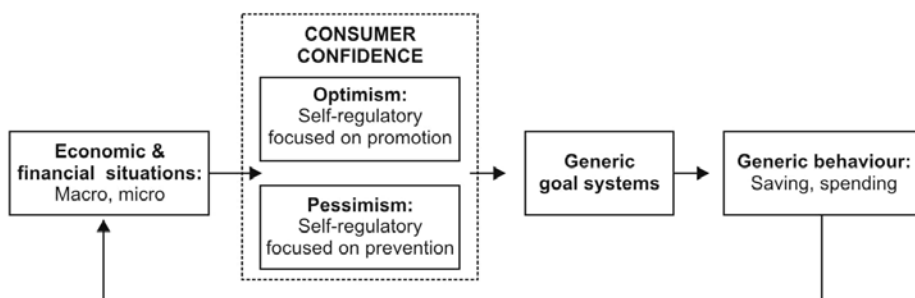 CONSUMER
CONFIDENCE
Optimism:
Self-regulatory
focused on promotion
Economic &
financial situations:
Macro, micro
Pessimism:
Self-regulatory
focused on prevention
Generic
goal systems
Generic behaviour:
Saving, spending